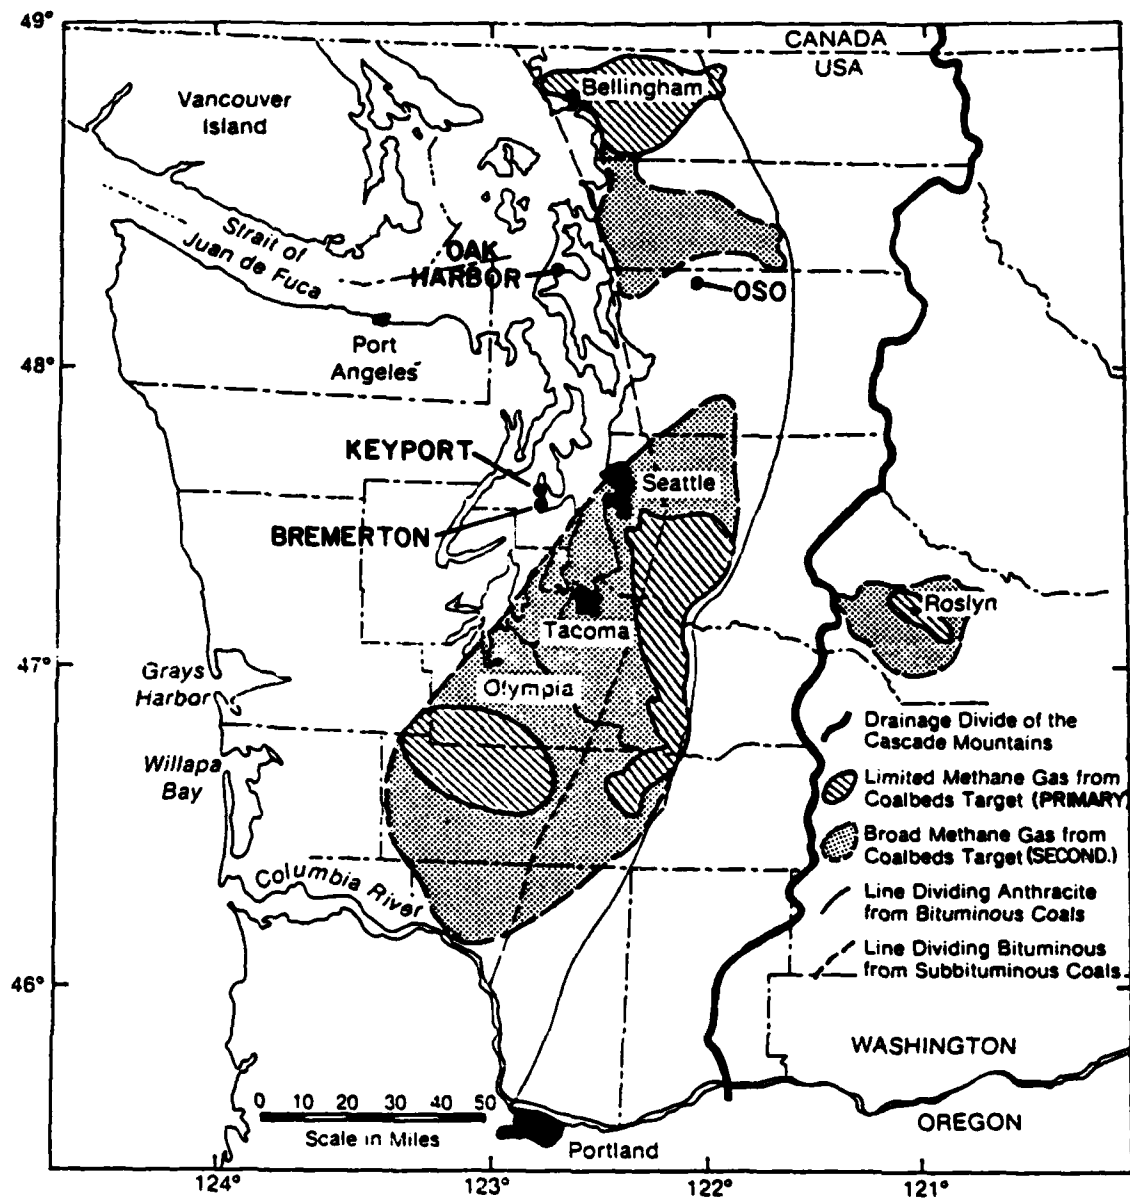 49°
CANADA
USA
Vancouver
Island
Bellingham
Strait of
Juan de Fuca
OAK
HARBOR
OSO
48°
Port
Angeles
KEYPORT
Seattle
BREMERTON
Roslyn
Tacoma
47°
Grays
Harbor
Olympia
Willapa
Bay
Drainage Divide of the
Cascade Mountains
Limited Methane Gas from
Coalbeds Target (PRIMARY)
Broad Methane Gas from
Coalbeds Target (SECOND.)
Line Dividing Anthracite
from Bituminous Coals
Line Dividing Bituminous
from Subbituminous Coals
Columbia River
46°
WASHINGTON
OREGON
0 10 20 30 40 50
Scale in Miles
Portland
124° 123° 122° 121°